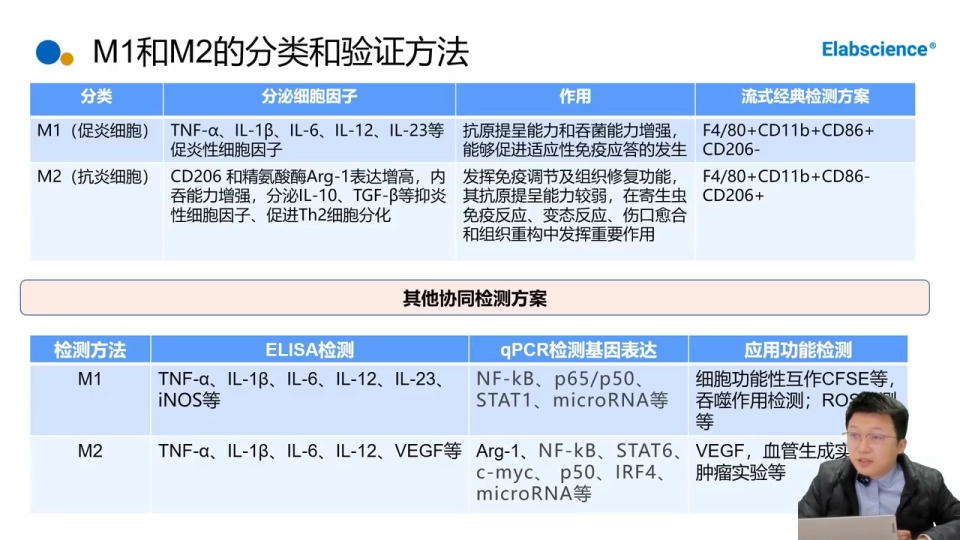 M1和M2的分类和验证方法
Elabscience®
分类 分泌细胞因子 作用 流式经典检测方案
M1（促炎细胞） TNF-α、IL-1β、IL-6、IL-12、IL-23等 抗原提呈能力和吞菌能力增强， F4/80+CD11b+CD86+
促炎性细胞因子 能够促进适应性免疫应答的发生 CD206-
M2（抗炎细胞） CD206 和精氨酸酶Arg-1表达增高，内 发挥免疫调节及组织修复功能， F4/80+CD11b+CD86-
吞能力增强，分泌IL-10、TGF-β等抑炎 其抗原提呈能力较弱，在寄生虫 CD206+
性细胞因子、促进Th2细胞分化 免疫反应、变态反应、伤口愈合
和组织重构中发挥重要作用
其他协同检测方案
检测方法 ELISA检测 qPCR检测基因表达 应用功能检测
M1 TNF-α、IL-1β、IL-6、IL-12、IL-23、 NF-kB、p65/p50、 细胞功能性互作CFSE等，
iNOS等 STAT1、microRNA等 吞噬作用检测；ROS检测
等
M2 TNF-α、IL-1β、IL-6、IL-12、VEGF等 Arg-1、NF-kB、STAT6、 VEGF，血管生成实
c-myc、 p50、IRF4、 肿瘤实验等
microRNA等